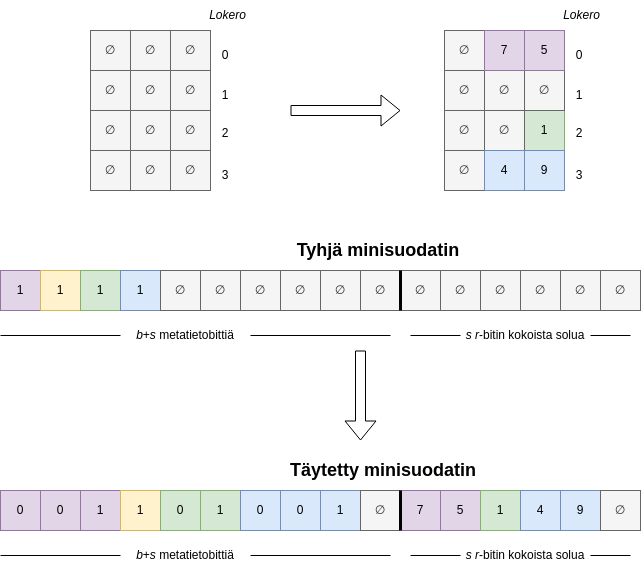 Lokero Lokero
∅ ∅ ∅ 0 ∅ 7 5 0
∅ ∅ ∅ 1 ∅ ∅ ∅ 1
∅ ∅ ∅ 2 ∅ ∅ 1 2
∅ ∅ ∅ 3 ∅ 4 9 3
Tyhjä minisuodatin
1 1 1 1 ∅ ∅ ∅ ∅ ∅ ∅ ∅ ∅ ∅ ∅ ∅ ∅
b+s metatietobittiä s r-bitin kokoista solua
Täytetty minisuodatin
0 0 1 1 0 1 0 0 1 ∅ 7 5 1 4 9 ∅
b+s metatietobittiä s r-bitin kokoista solua